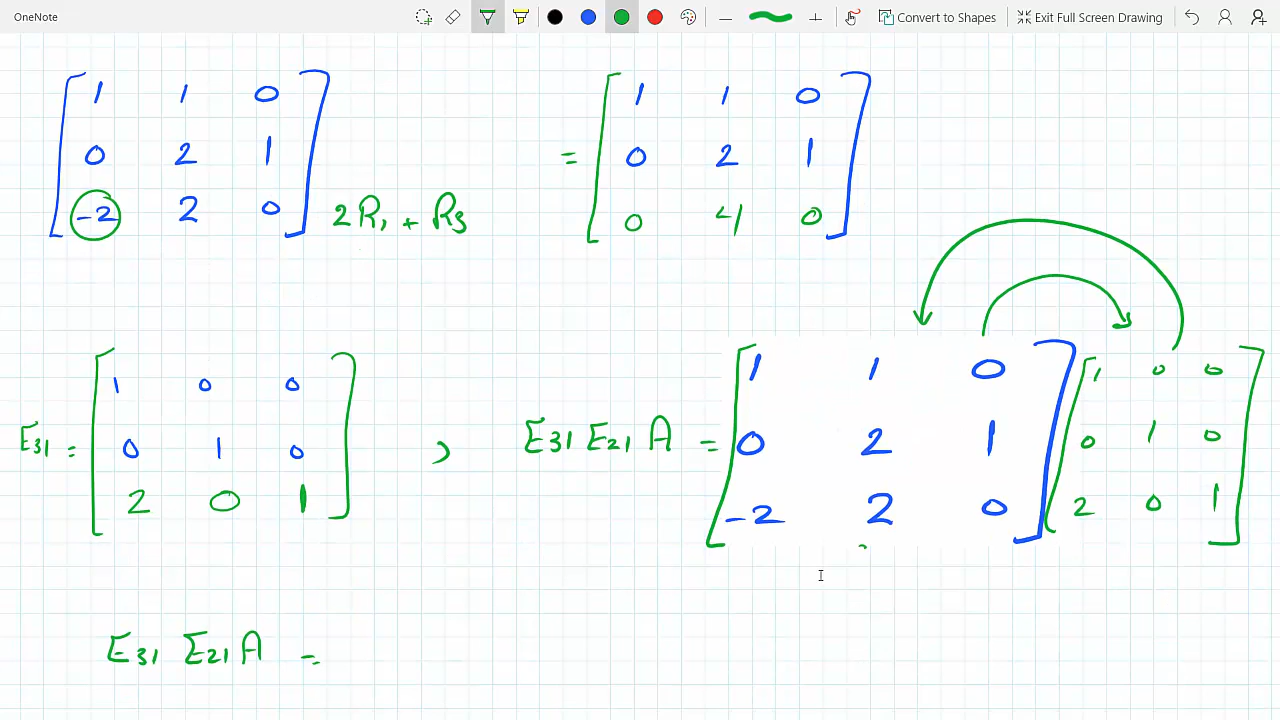 OneNote
Convert to Shapes
Exit Full Screen Drawing
1 1 0 = 1 1 0
0 2 1 0 2 1
-2 2 0 2R1 + R3 0 4 0
E31 = 1 0 0 , E31 E21 A = 1 1 0 1 0 0
0 1 0 0 2 1 0 1 0
2 0 1 -2 2 0 2 0 1
E31 E21 A =